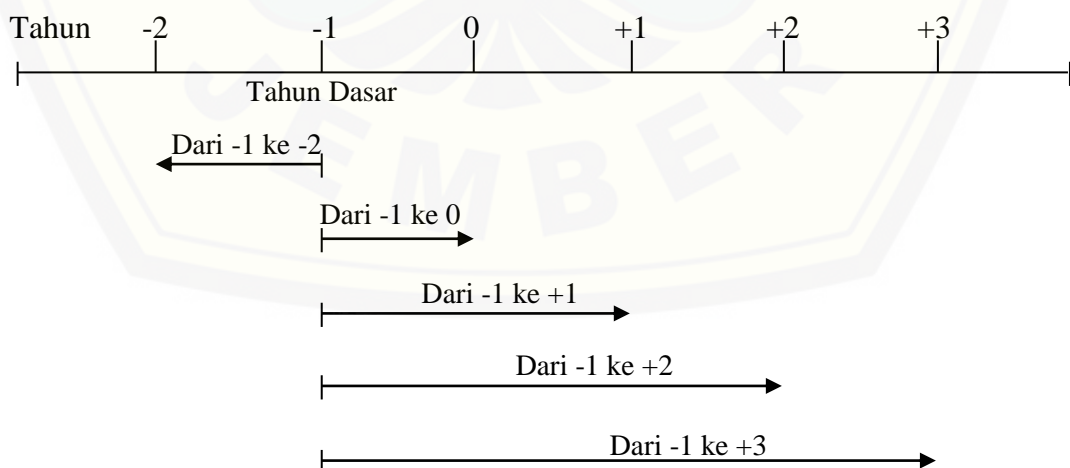 Tahun -2 -1 0 +1 +2 +3
Tahun Dasar
Dari -1 ke -2
Dari -1 ke 0
Dari -1 ke +1
Dari -1 ke +2
Dari -1 ke +3
EMBER